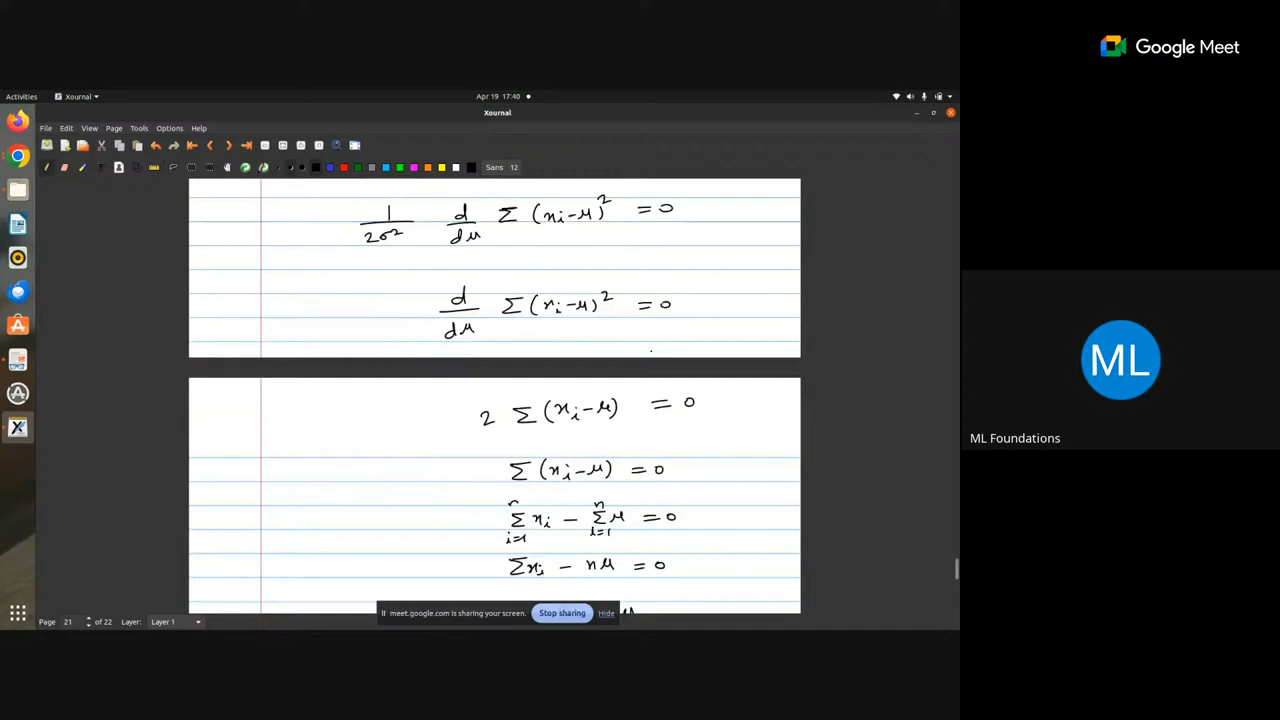 Google Meet
Activities Xournal Apr 19 17:40
Xournal
File Edit View Page Tools Options Help
Sans 12
1/2σ² d/dμ Σ (xi-μ)² = 0
d/dμ Σ (xi-μ)² = 0
2 Σ (xi-μ) = 0
Σ (xi-μ) = 0
Σ_{i=1}^{n} xi - Σ_{i=1}^{n} μ = 0
Σxi - nμ = 0
meet.google.com is sharing your screen. Stop sharing Hide
Page 21 of 22 Layer: Layer 1
ML
ML Foundations